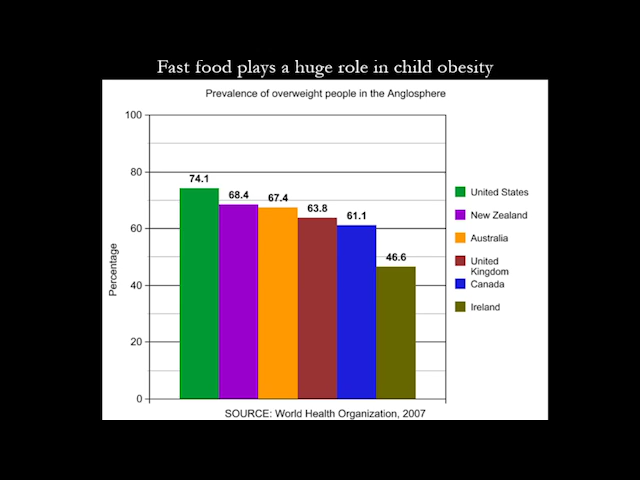 Fast food plays a huge role in child obesity
Prevalence of overweight people in the Anglosphere
100
80
60
40
20
0
Percentage
74.1
68.4
67.4
63.8
61.1
46.6
United States
New Zealand
Australia
United
Kingdom
Canada
Ireland
SOURCE: World Health Organization, 2007